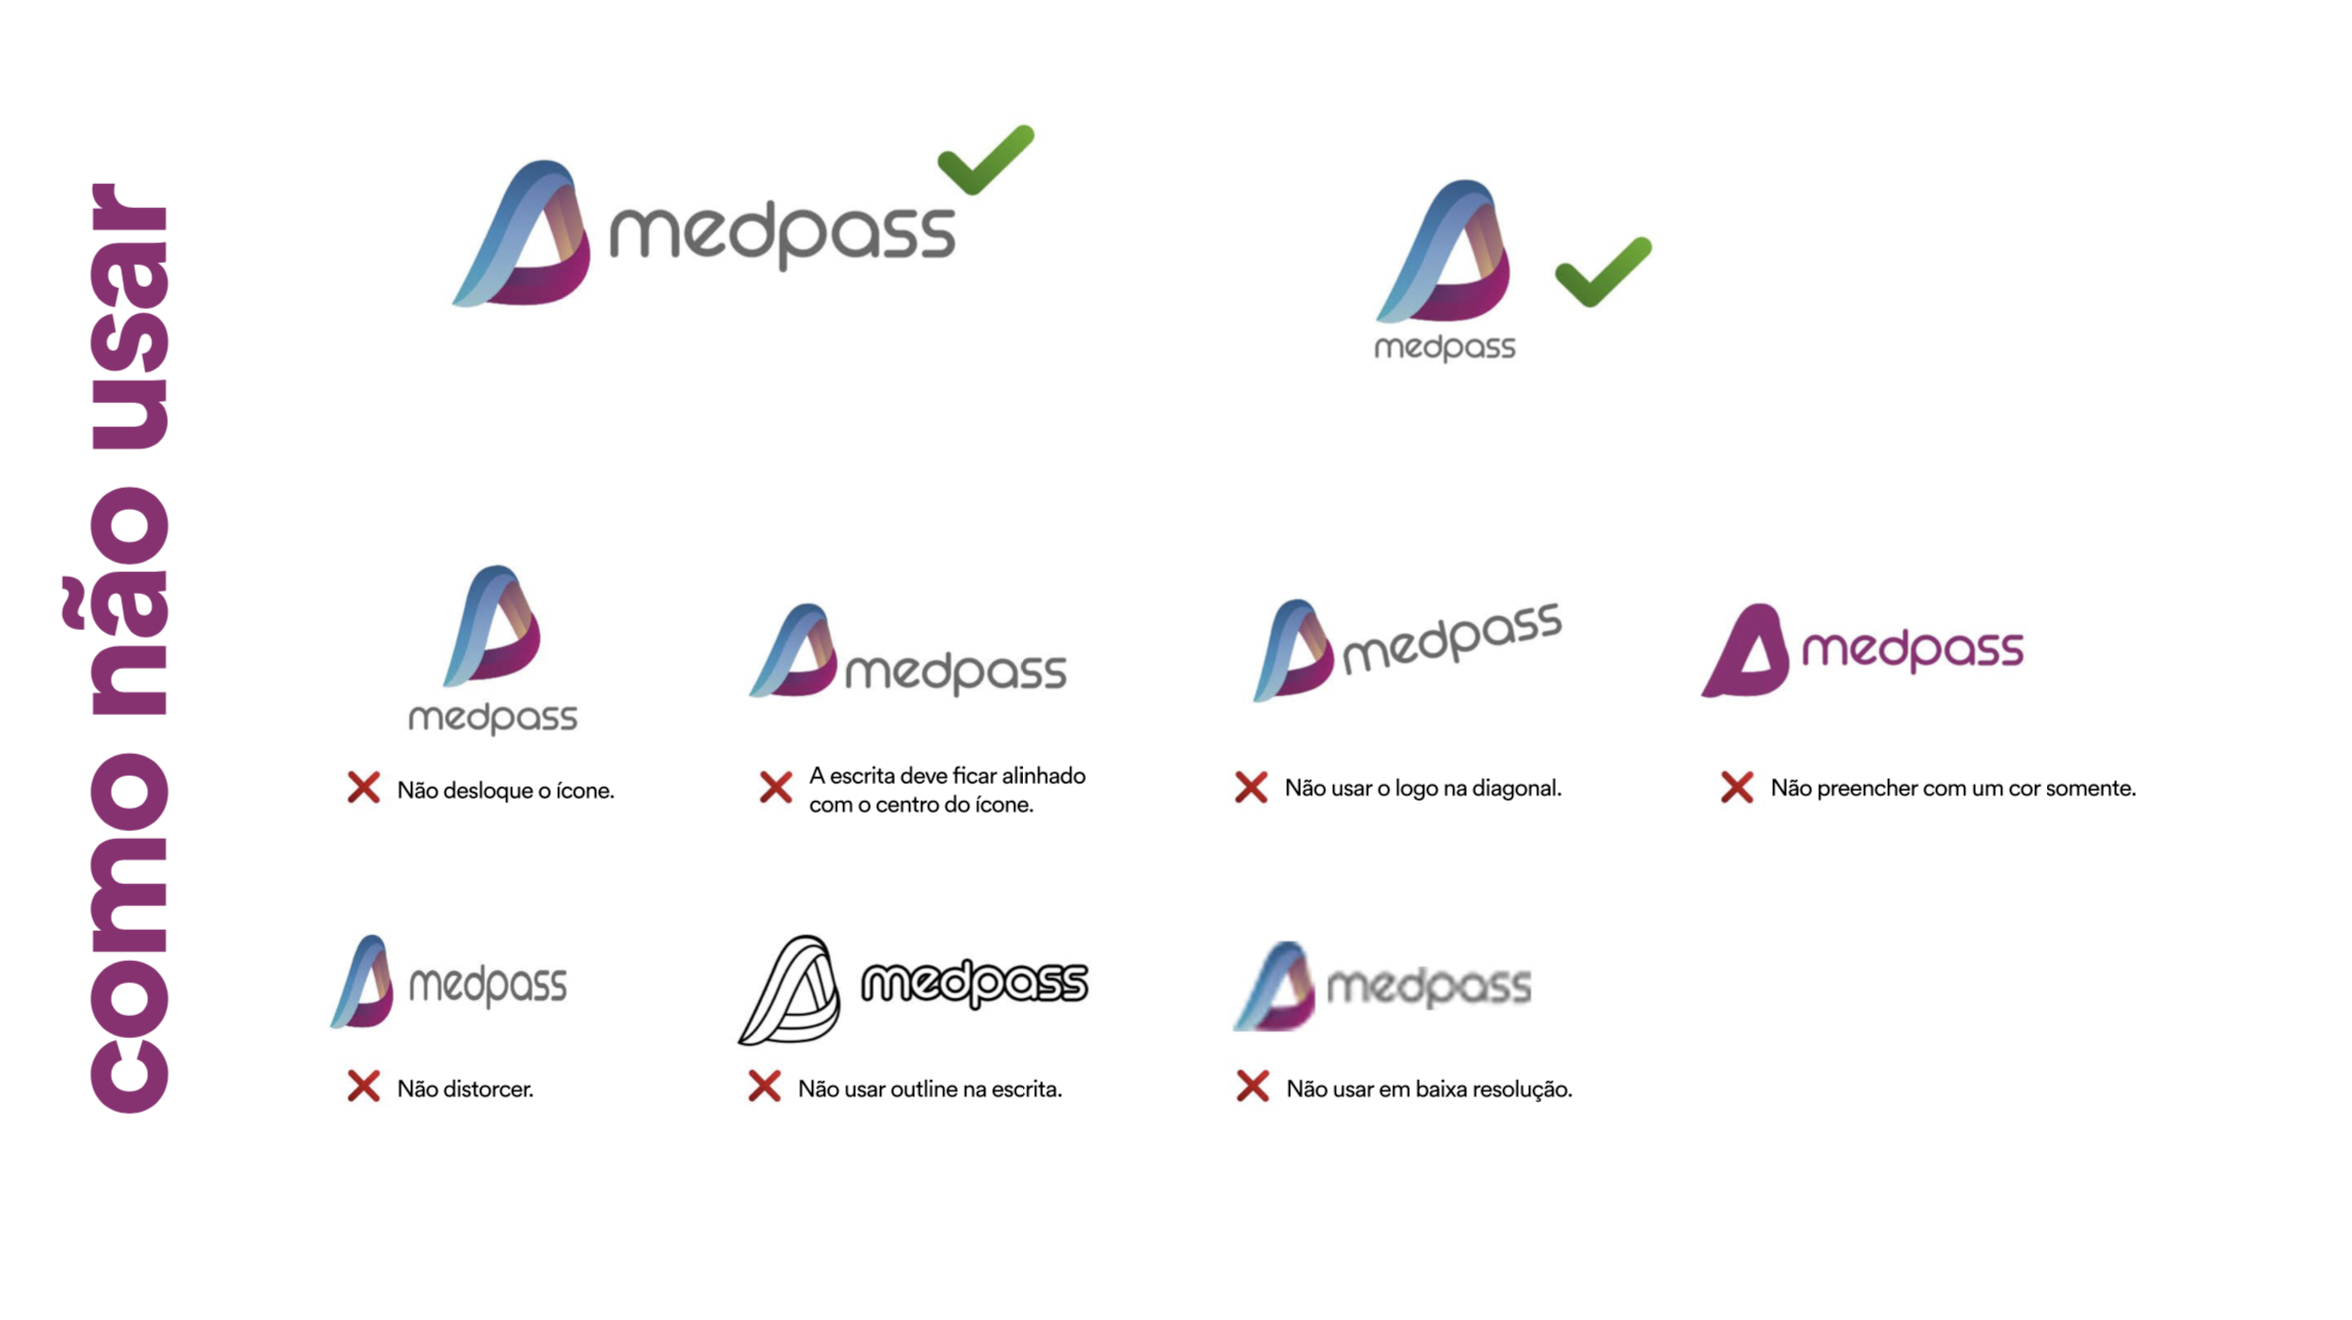 como não usar
medpass
medpass
medpass
medpass
medpass
medpass
Não desloque o ícone.
A escrita deve ficar alinhado
com o centro do ícone.
Não usar o logo na diagonal.
Não preencher com um cor somente.
medpass
medpass
medpass
Não distorcer.
Não usar outline na escrita.
Não usar em baixa resolução.